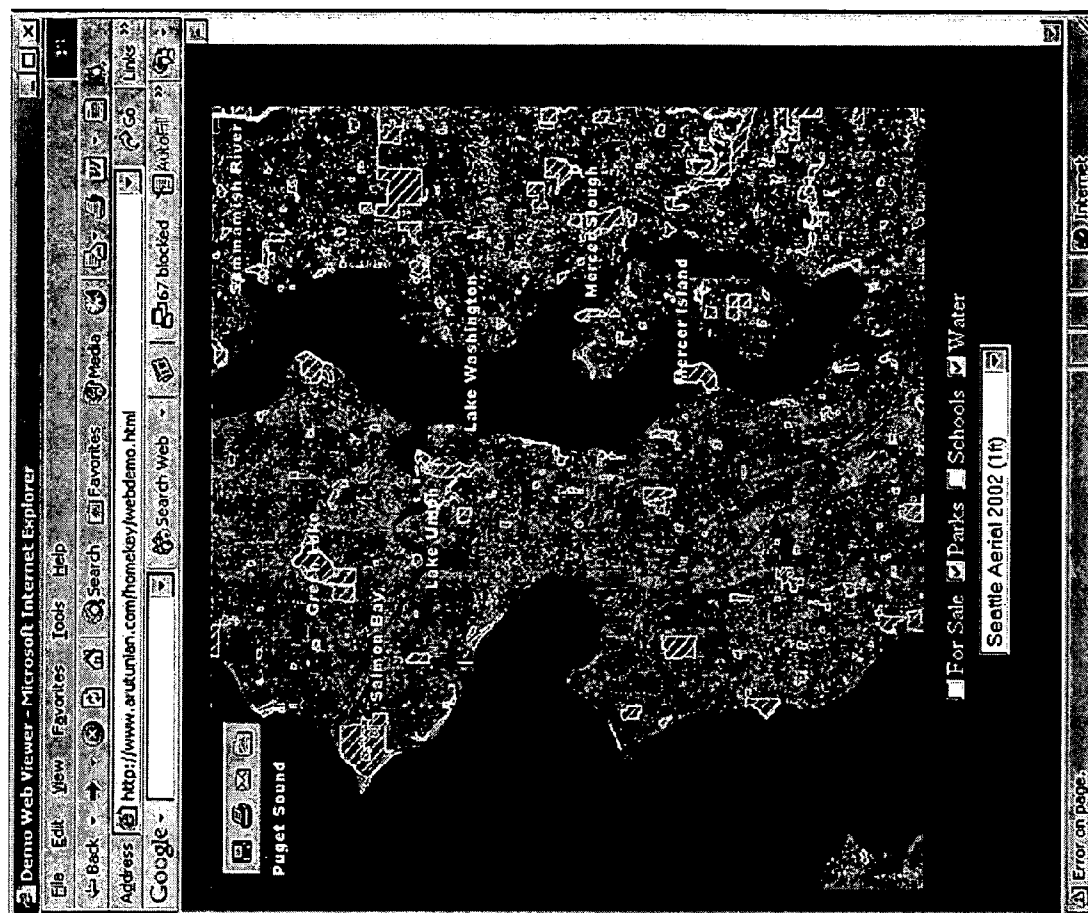 Demo Web Viewer - Microsoft Internet Explorer
File Edit View Favorites Tools Help
Back Search Favorites Media
Address http://www.arutunian.com/homekey/webdemo.html Go Links »
Google Search Web 67 blocked AutoFill »
Puget Sound
Salmon Bay
Lake Union
Lake Washington
Sammamish River
Mercer Slough
Mercer Island
For Sale Parks Schools Water
Seattle Aerial 2002 (1ft)
Error on page. Internet